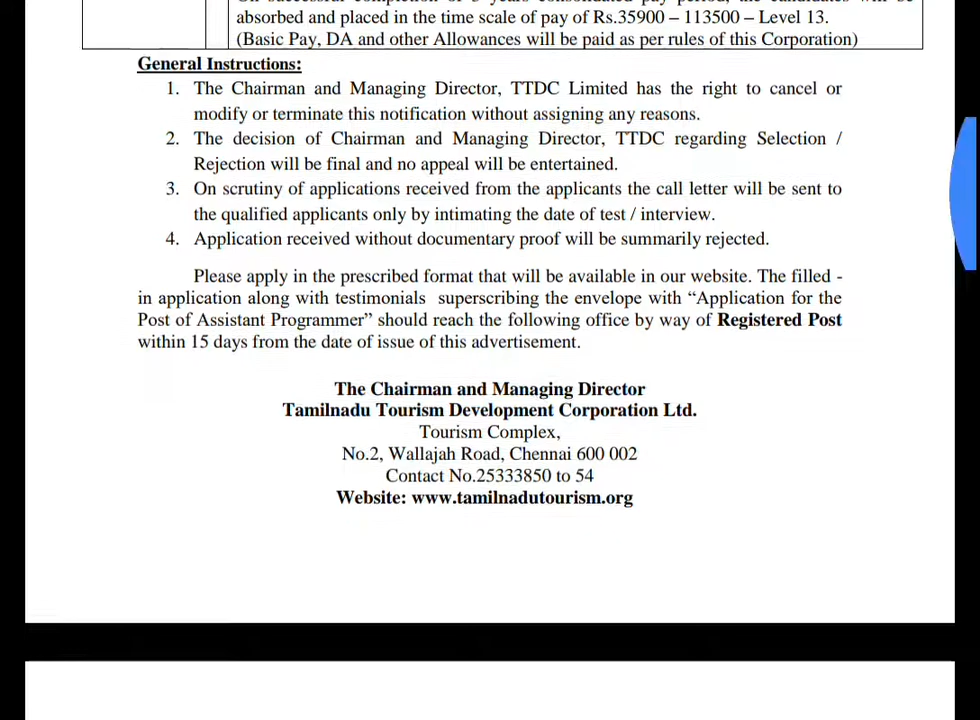 absorbed and placed in the time scale of pay of Rs.35900 – 113500 – Level 13.
(Basic Pay, DA and other Allowances will be paid as per rules of this Corporation)
General Instructions:
1. The Chairman and Managing Director, TTDC Limited has the right to cancel or
modify or terminate this notification without assigning any reasons.
2. The decision of Chairman and Managing Director, TTDC regarding Selection /
Rejection will be final and no appeal will be entertained.
3. On scrutiny of applications received from the applicants the call letter will be sent to
the qualified applicants only by intimating the date of test / interview.
4. Application received without documentary proof will be summarily rejected.
Please apply in the prescribed format that will be available in our website. The filled -
in application along with testimonials superscribing the envelope with “Application for the
Post of Assistant Programmer” should reach the following office by way of Registered Post
within 15 days from the date of issue of this advertisement.
The Chairman and Managing Director
Tamilnadu Tourism Development Corporation Ltd.
Tourism Complex,
No.2, Wallajah Road, Chennai 600 002
Contact No.25333850 to 54
Website: www.tamilnadutourism.org